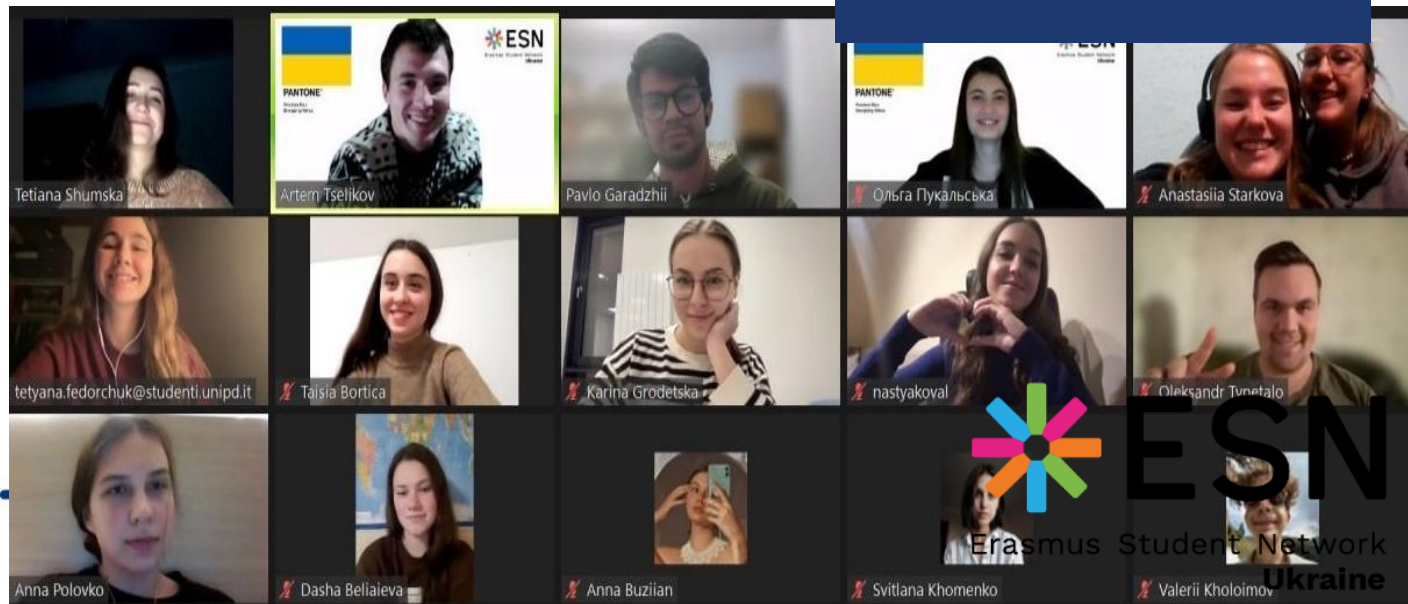 ESN
PANTONE®
Tetiana Shumska
Artem Tselikov
Pavlo Garadzhii
PANTONE®
Ольга Пукальська
Anastasiia Starkova
tetyana.fedorchuk@studenti.unipd.it
Taisia Bortica
Karina Grodetska
nastyakoval
Oleksandr Tynetalo
Anna Polovko
Dasha Beliaieva
Anna Buziian
Svitlana Khomenko
Valerii Kholoimov
ESN
Erasmus Student Network
Ukraine